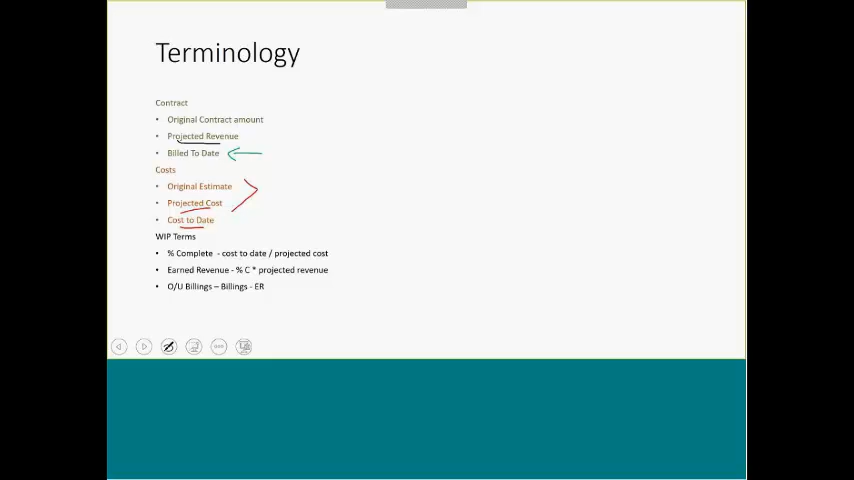 Terminology
Contract
• Original Contract amount
• Projected Revenue
• Billed To Date
Costs
• Original Estimate
• Projected Cost
• Cost to Date
WIP Terms
• % Complete - cost to date / projected cost
• Earned Revenue - % C * projected revenue
• O/U Billings – Billings - ER